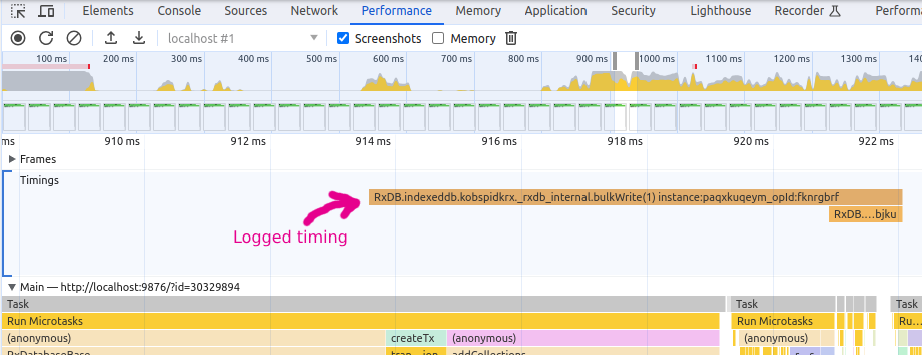 Elements Console Sources Network Performance Memory Application Security Lighthouse Recorder Performa
localhost #1 Screenshots Memory
100 ms 200 ms 300 ms 400 ms 500 ms 600 ms 700 ms 800 ms 900 ms 1000 ms 1100 ms 1200 ms 1300 ms 140
ms 910 ms 912 ms 914 ms 916 ms 918 ms 920 ms 922 ms
Frames
Timings
RxDB.indexeddb.kobspidkrx._rxdb_internal.bulkWrite(1) instance:paqxkuqeym_opId:fknrgbrf
RxDB....bjku
Logged timing
Main — http://localhost:9876/?id=30329894
Task Task Task
Run Microtasks Run Microtasks Ru...
(anonymous) createTx (anonymous) (anonymous)
RxDatabaseBase addCollections